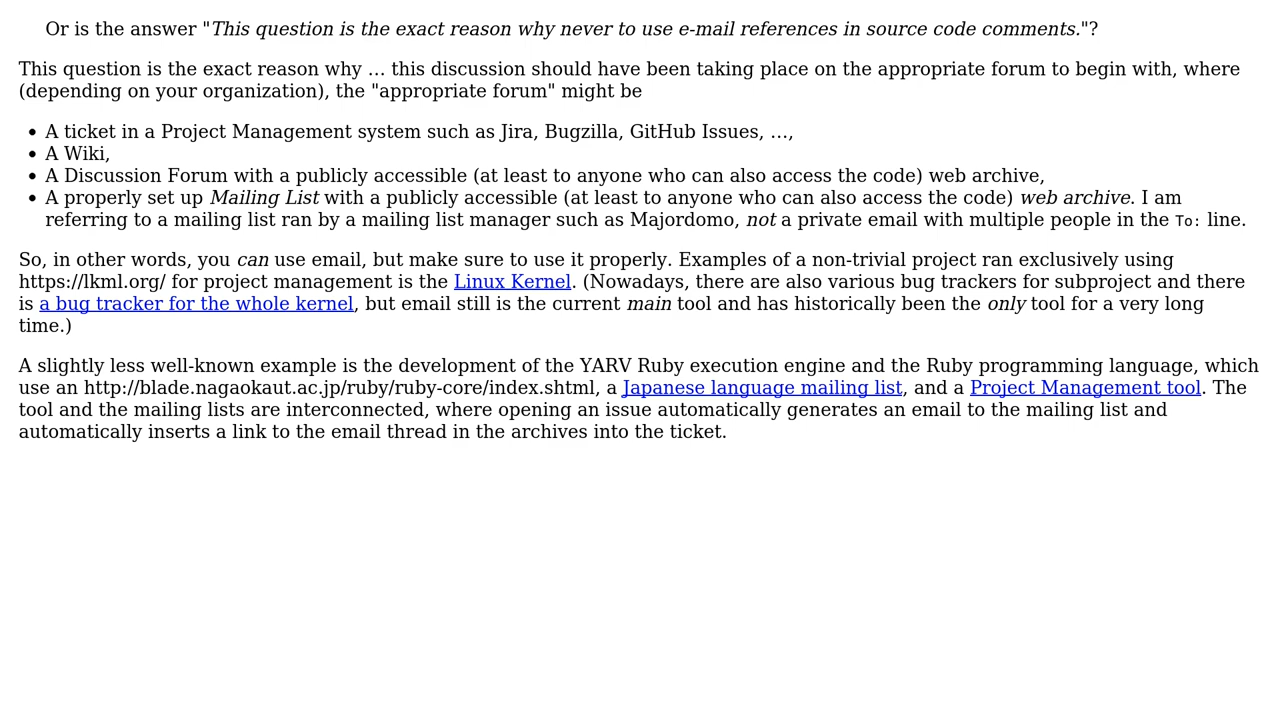 Or is the answer "This question is the exact reason why never to use e-mail references in source code comments."?
This question is the exact reason why … this discussion should have been taking place on the appropriate forum to begin with, where
(depending on your organization), the "appropriate forum" might be
• A ticket in a Project Management system such as Jira, Bugzilla, GitHub Issues, …,
• A Wiki,
• A Discussion Forum with a publicly accessible (at least to anyone who can also access the code) web archive,
• A properly set up Mailing List with a publicly accessible (at least to anyone who can also access the code) web archive. I am
referring to a mailing list ran by a mailing list manager such as Majordomo, not a private email with multiple people in the To: line.
So, in other words, you can use email, but make sure to use it properly. Examples of a non-trivial project ran exclusively using
https://lkml.org/ for project management is the Linux Kernel. (Nowadays, there are also various bug trackers for subproject and there
is a bug tracker for the whole kernel, but email still is the current main tool and has historically been the only tool for a very long
time.)
A slightly less well-known example is the development of the YARV Ruby execution engine and the Ruby programming language, which
use an http://blade.nagaokaut.ac.jp/ruby/ruby-core/index.shtml, a Japanese language mailing list, and a Project Management tool. The
tool and the mailing lists are interconnected, where opening an issue automatically generates an email to the mailing list and
automatically inserts a link to the email thread in the archives into the ticket.